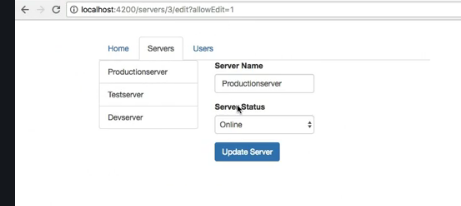 localhost:4200/servers/3/edit?allowEdit=1
Home Servers Users
Productionserver
Testserver
Devserver
Server Name
Productionserver
Server Status
Online
Update Server